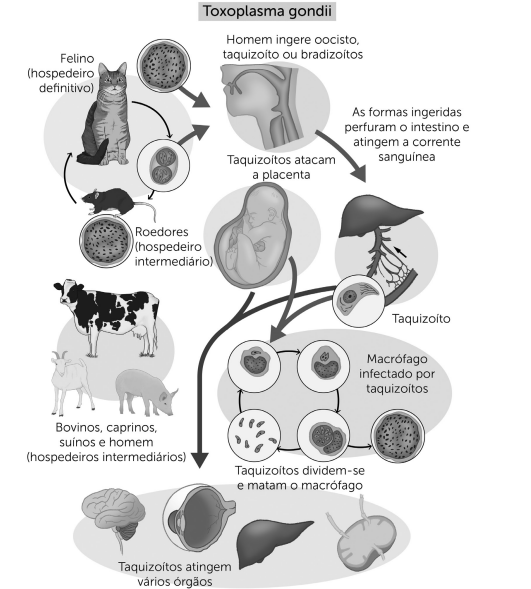 Toxoplasma gondii
Felino
(hospedeiro
definitivo)
Homem ingere oocisto,
taquizoíto ou bradizoítos
As formas ingeridas
perfuram o intestino e
atingem a corrente
sanguínea
Taquizoítos atacam
a placenta
Roedores
(hospedeiro
intermediário)
Taquizoíto
Macrófago
infectado por
taquizoítos
Bovinos, caprinos,
suínos e homem
(hospedeiros intermediários)
Taquizoítos dividem-se
e matam o macrófago
Taquizoítos atingem
vários órgãos